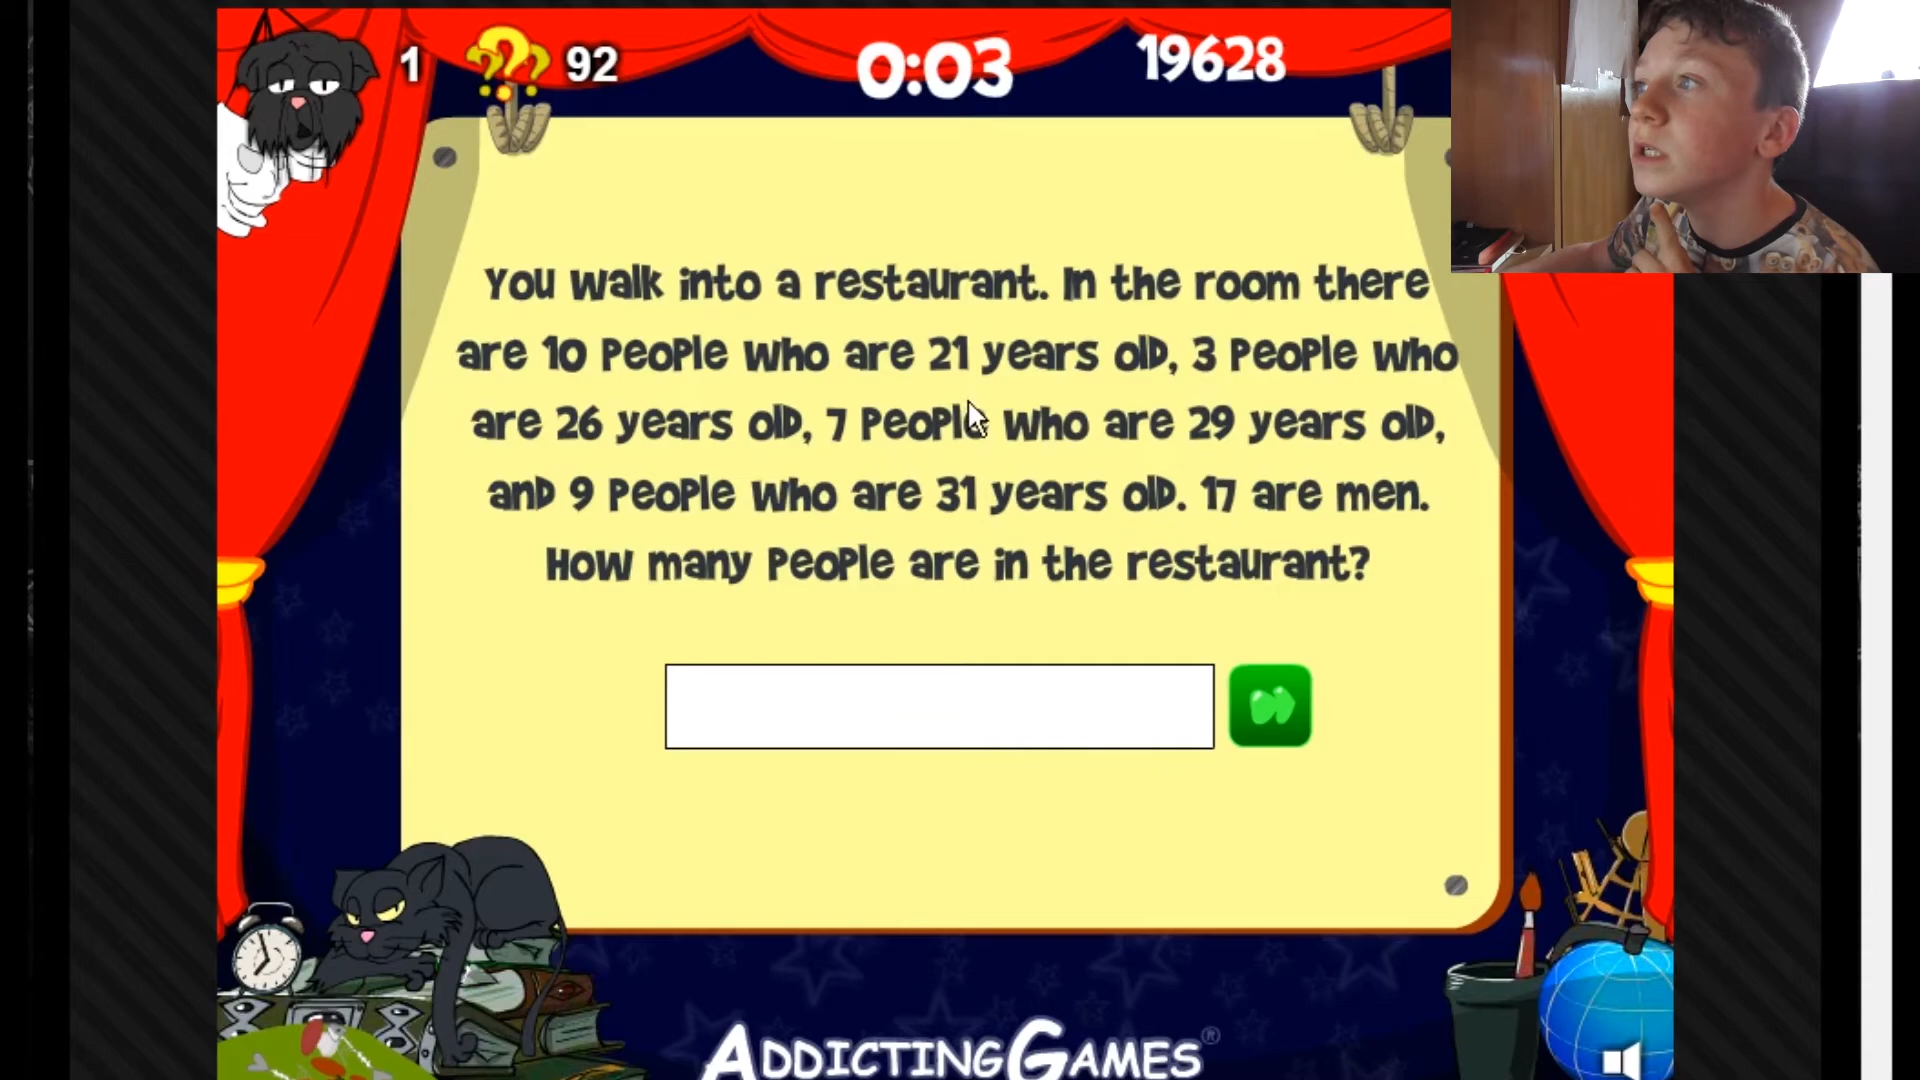 1 ??? 92 0:03 19628
You walk into a restaurant. In the room there
are 10 people who are 21 years old, 3 people who
are 26 years old, 7 people who are 29 years old,
and 9 people who are 31 years old. 17 are men.
How many people are in the restaurant?
AddictingGames®